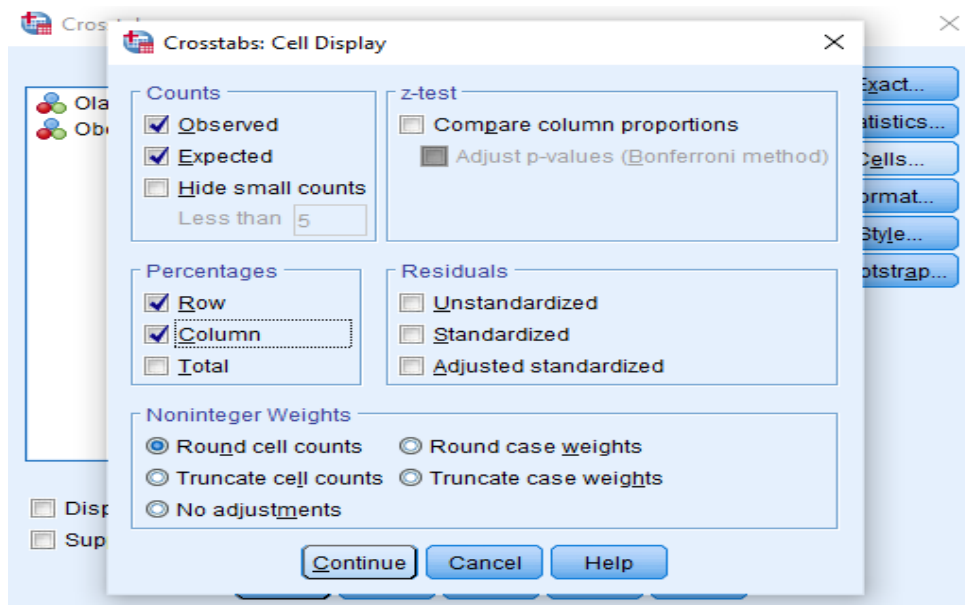 Cros
Crosstabs: Cell Display
Ola
Obe
Counts
Observed
Expected
Hide small counts
Less than 5
z-test
Compare column proportions
Adjust p-values (Bonferroni method)
Percentages
Row
Column
Total
Residuals
Unstandardized
Standardized
Adjusted standardized
Noninteger Weights
Round cell counts
Round case weights
Truncate cell counts
Truncate case weights
No adjustments
Continue
Cancel
Help
Exact...
atistics...
Cells...
ormat...
Style...
otstrap...
Disp
Sup